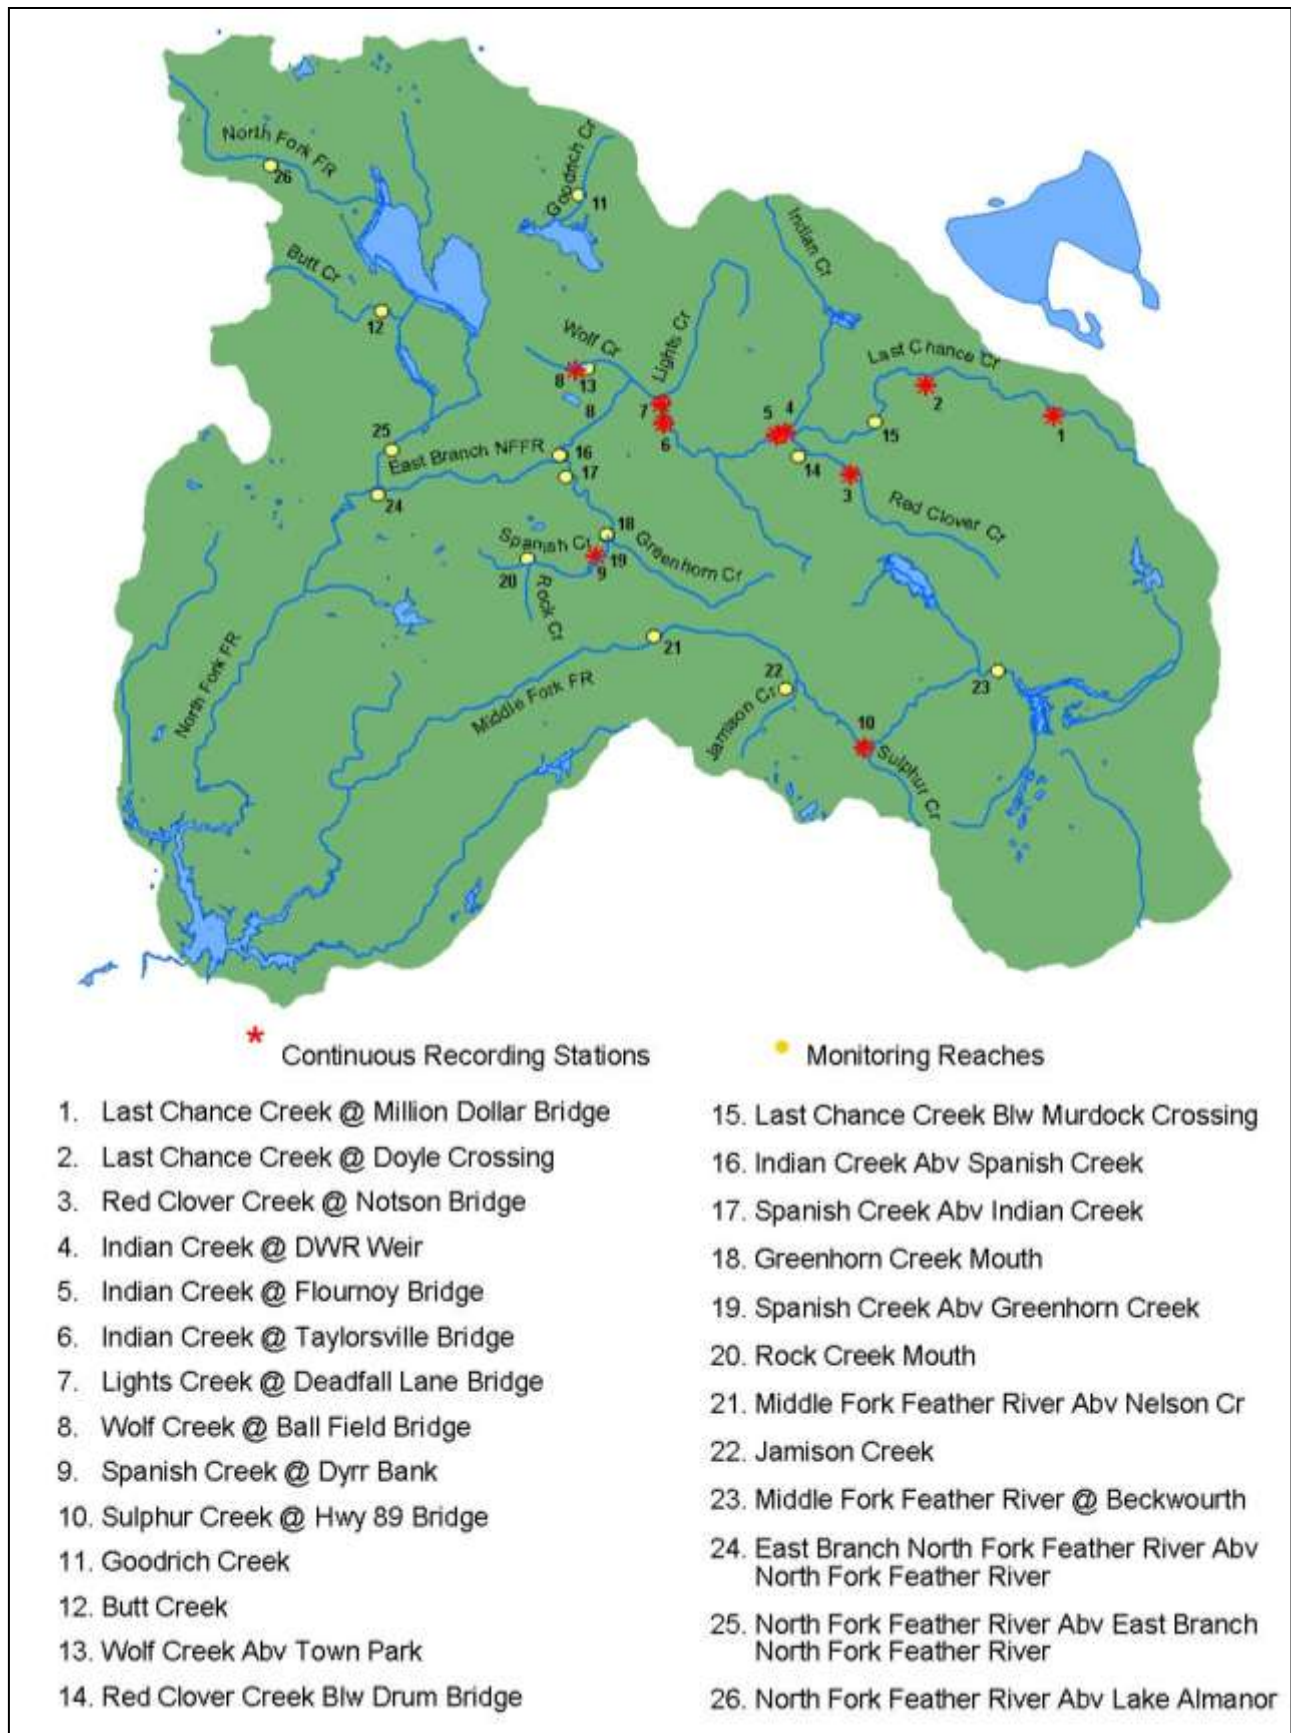 North Fork FR
26
Goodrich Cr
11
Indian Cr
Butt Cr
12
Wolf Cr
8
13
8
Lights Cr
7
6
5
4
Last Chance Cr
2
1
15
14
3
Red Clover Cr
25
East Branch NFFR
24
16
17
18
Spanish Cr
19
9
20
Rock Cr
Greenhorn Cr
North Fork FR
Middle Fork FR
21
22
Jamison Cr
10
Sulphur Cr
23
* Continuous Recording Stations
Monitoring Reaches
1. Last Chance Creek @ Million Dollar Bridge
2. Last Chance Creek @ Doyle Crossing
3. Red Clover Creek @ Notson Bridge
4. Indian Creek @ DWR Weir
5. Indian Creek @ Flournoy Bridge
6. Indian Creek @ Taylorsville Bridge
7. Lights Creek @ Deadfall Lane Bridge
8. Wolf Creek @ Ball Field Bridge
9. Spanish Creek @ Dyrr Bank
10. Sulphur Creek @ Hwy 89 Bridge
11. Goodrich Creek
12. Butt Creek
13. Wolf Creek Abv Town Park
14. Red Clover Creek Blw Drum Bridge
15. Last Chance Creek Blw Murdock Crossing
16. Indian Creek Abv Spanish Creek
17. Spanish Creek Abv Indian Creek
18. Greenhorn Creek Mouth
19. Spanish Creek Abv Greenhorn Creek
20. Rock Creek Mouth
21. Middle Fork Feather River Abv Nelson Cr
22. Jamison Creek
23. Middle Fork Feather River @ Beckwourth
24. East Branch North Fork Feather River Abv
North Fork Feather River
25. North Fork Feather River Abv East Branch
North Fork Feather River
26. North Fork Feather River Abv Lake Almanor